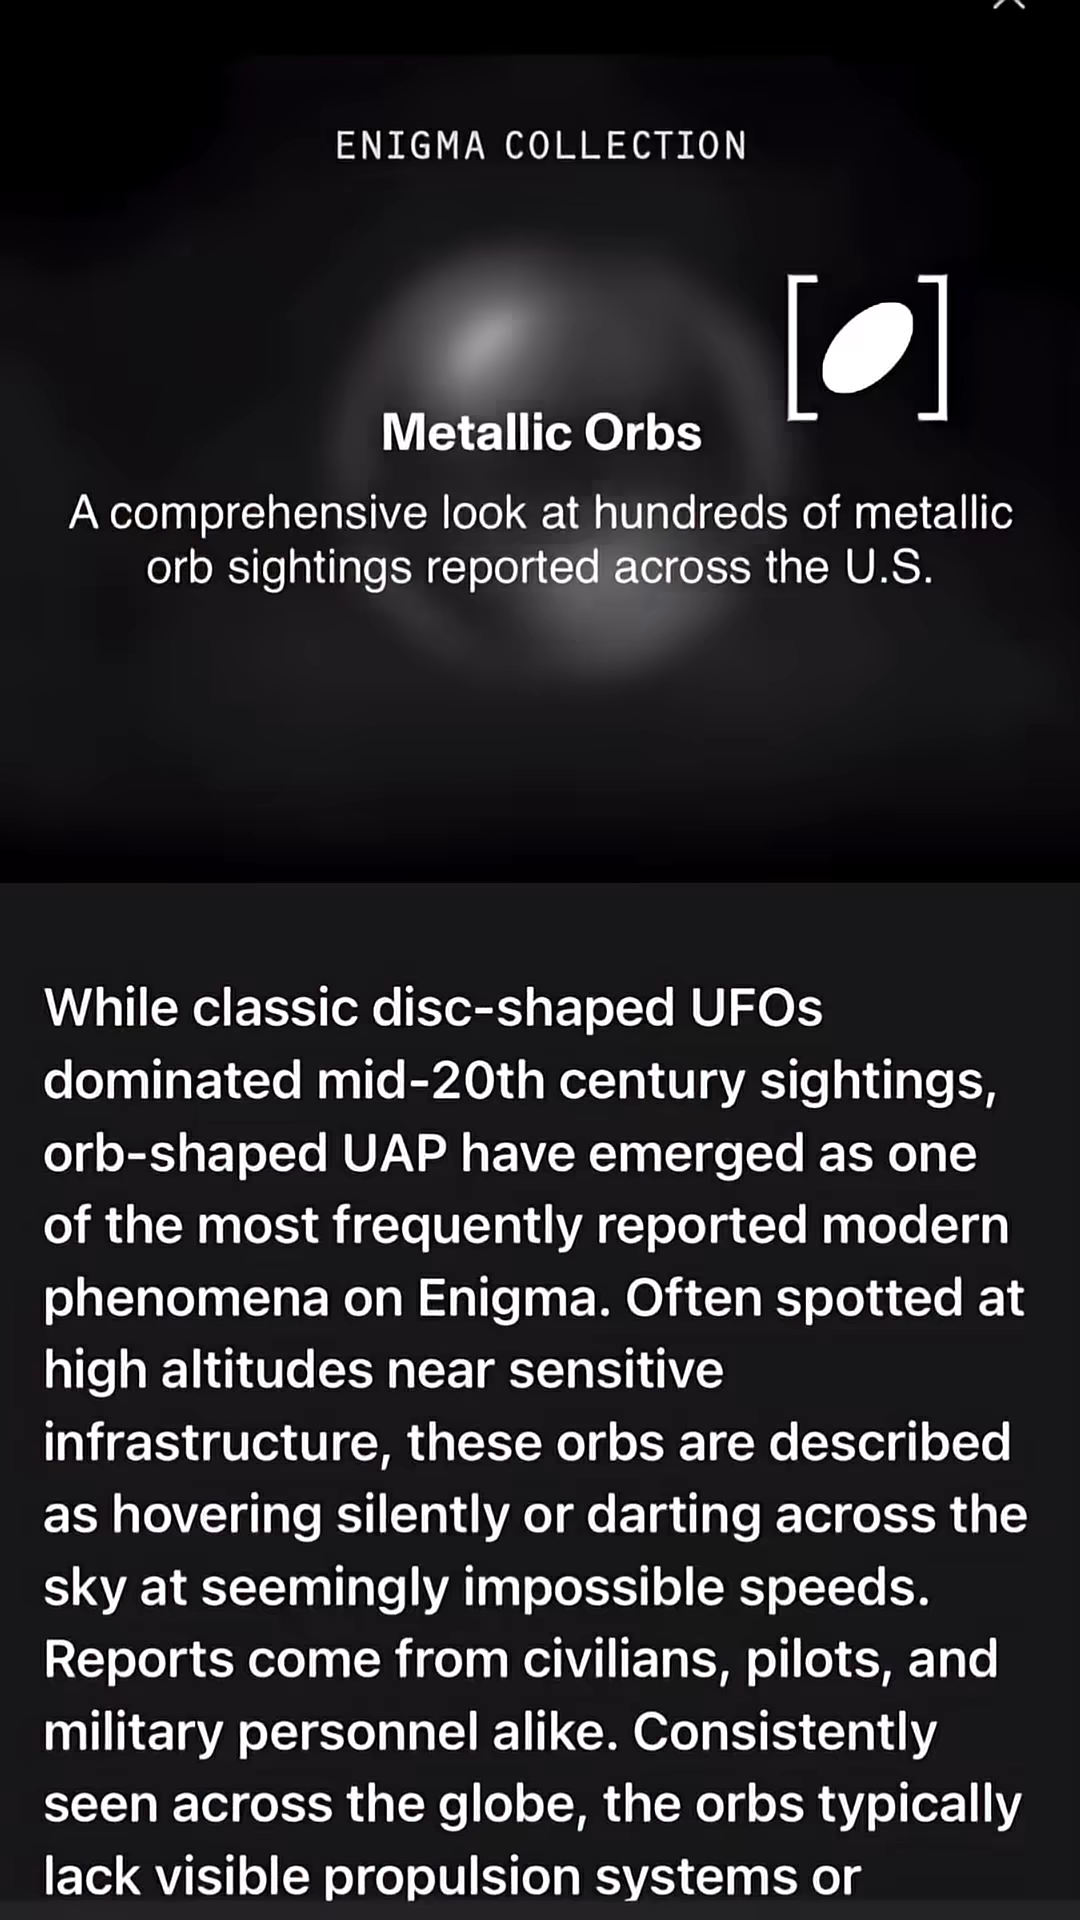 ENIGMA COLLECTION
Metallic Orbs
A comprehensive look at hundreds of metallic
orb sightings reported across the U.S.
While classic disc-shaped UFOs
dominated mid-20th century sightings,
orb-shaped UAP have emerged as one
of the most frequently reported modern
phenomena on Enigma. Often spotted at
high altitudes near sensitive
infrastructure, these orbs are described
as hovering silently or darting across the
sky at seemingly impossible speeds.
Reports come from civilians, pilots, and
military personnel alike. Consistently
seen across the globe, the orbs typically
lack visible propulsion systems or